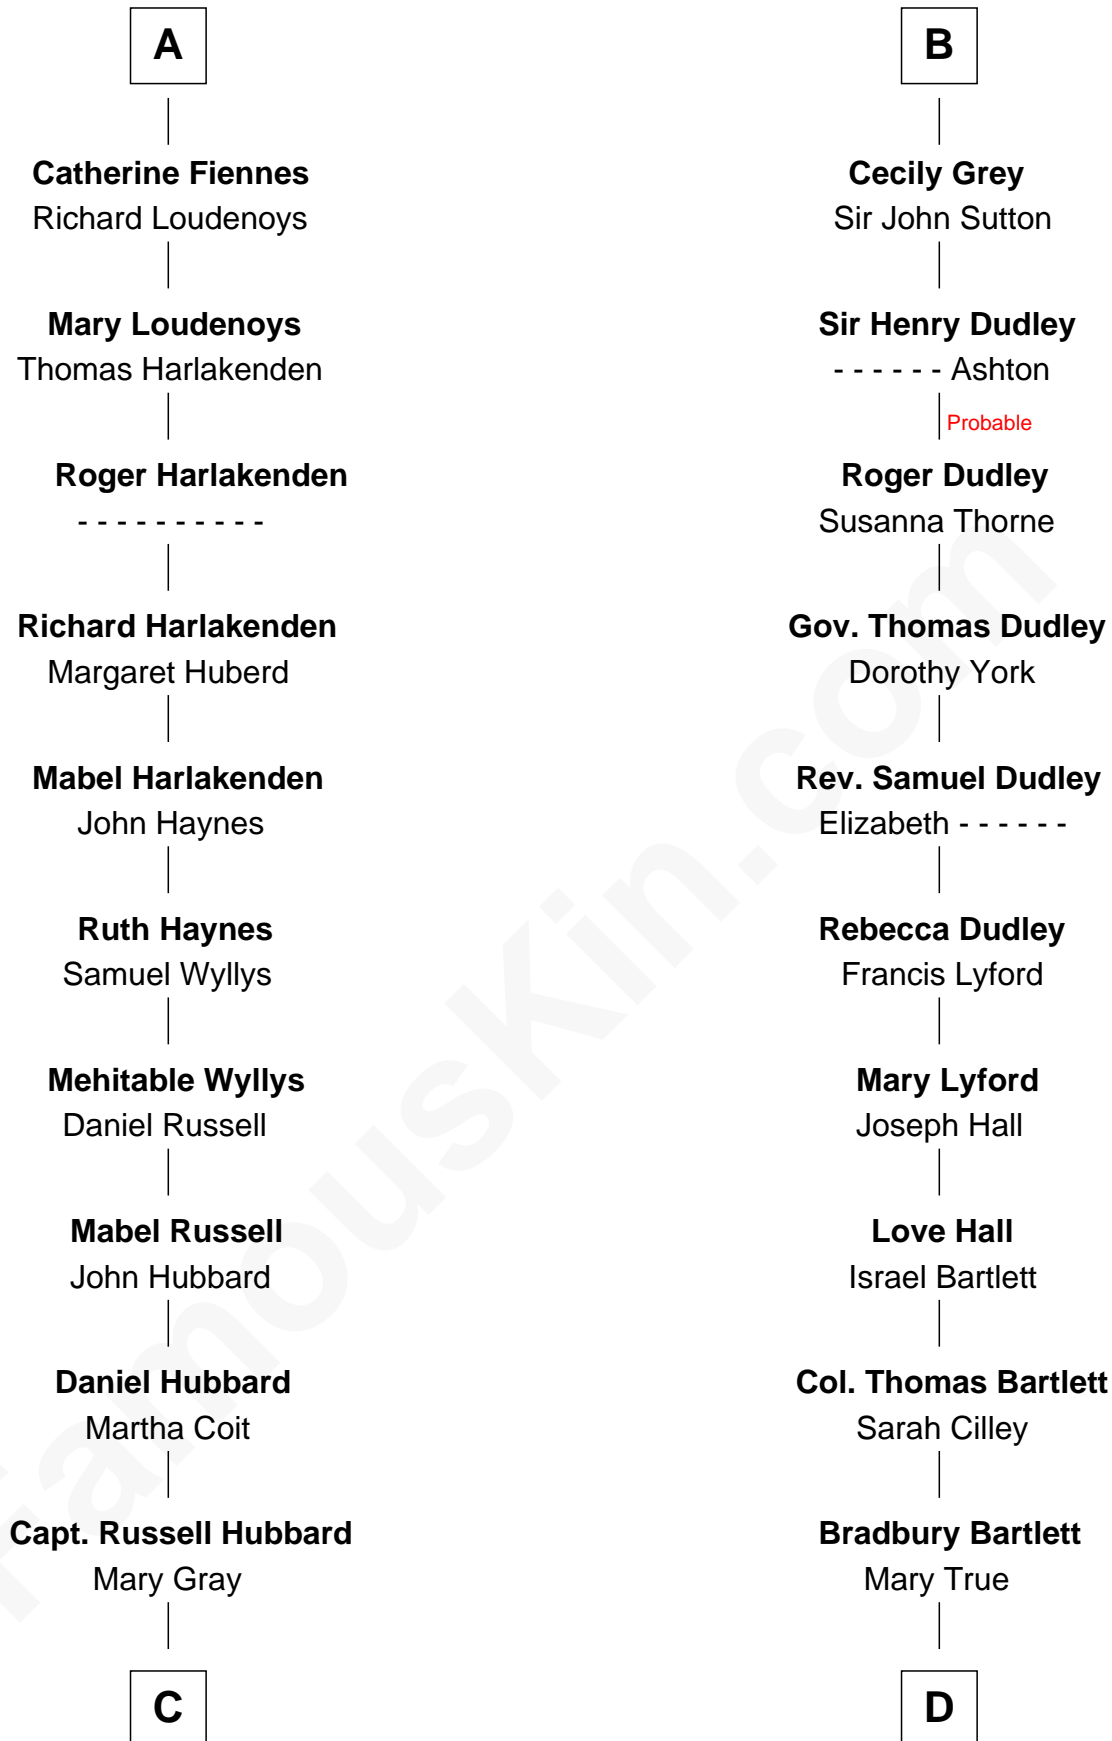 A
Catherine Fiennes
Richard Loudenoys
Mary Loudenoys
Thomas Harlakenden
Roger Harlakenden
- - - - - - - - - -
Richard Harlakenden
Margaret Huberd
Mabel Harlakenden
John Haynes
Ruth Haynes
Samuel Wyllys
Mehitable Wyllys
Daniel Russell
Mabel Russell
John Hubbard
Daniel Hubbard
Martha Coit
Capt. Russell Hubbard
Mary Gray
C
B
Cecily Grey
Sir John Sutton
Sir Henry Dudley
- - - - - - Ashton
Probable
Roger Dudley
Susanna Thorne
Gov. Thomas Dudley
Dorothy York
Rev. Samuel Dudley
Elizabeth - - - - - -
Rebecca Dudley
Francis Lyford
Mary Lyford
Joseph Hall
Love Hall
Israel Bartlett
Col. Thomas Bartlett
Sarah Cilley
Bradbury Bartlett
Mary True
D
FamousKin.com